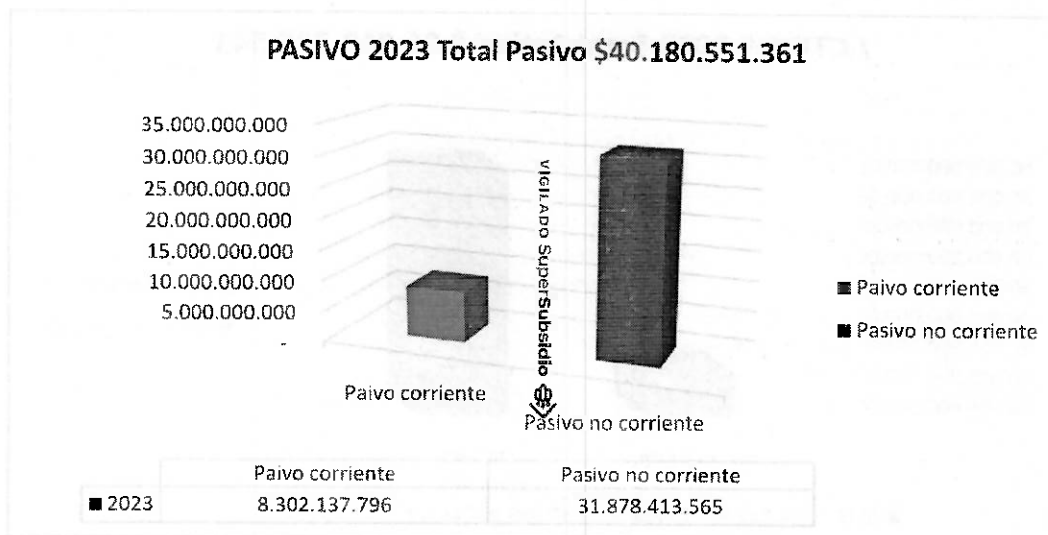 PASIVO 2023 Total Pasivo $40.180.551.361
35.000.000.000
30.000.000.000
25.000.000.000
20.000.000.000
15.000.000.000
10.000.000.000
5.000.000.000
-
VIGILADO SuperSubsidio
Paivo corriente
Pasivo no corriente
Paivo corriente
Pasivo no corriente
Paivo corriente Pasivo no corriente
2023 8.302.137.796 31.878.413.565